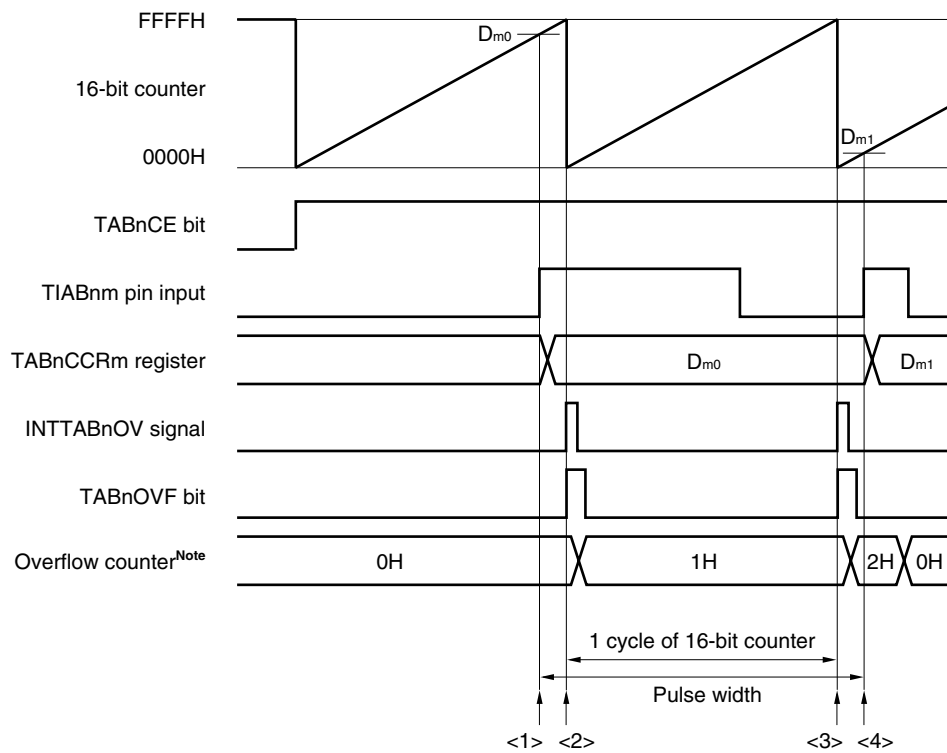 FFFFH
Dm0
16-bit counter
Dm1
0000H
TABnCE bit
TIABnm pin input
TABnCCRm register
Dm0
Dm1
INTTABnOV signal
TABnOVF bit
Overflow counterNote
0H
1H
2H
0H
1 cycle of 16-bit counter
Pulse width
<1> <2> <3> <4>